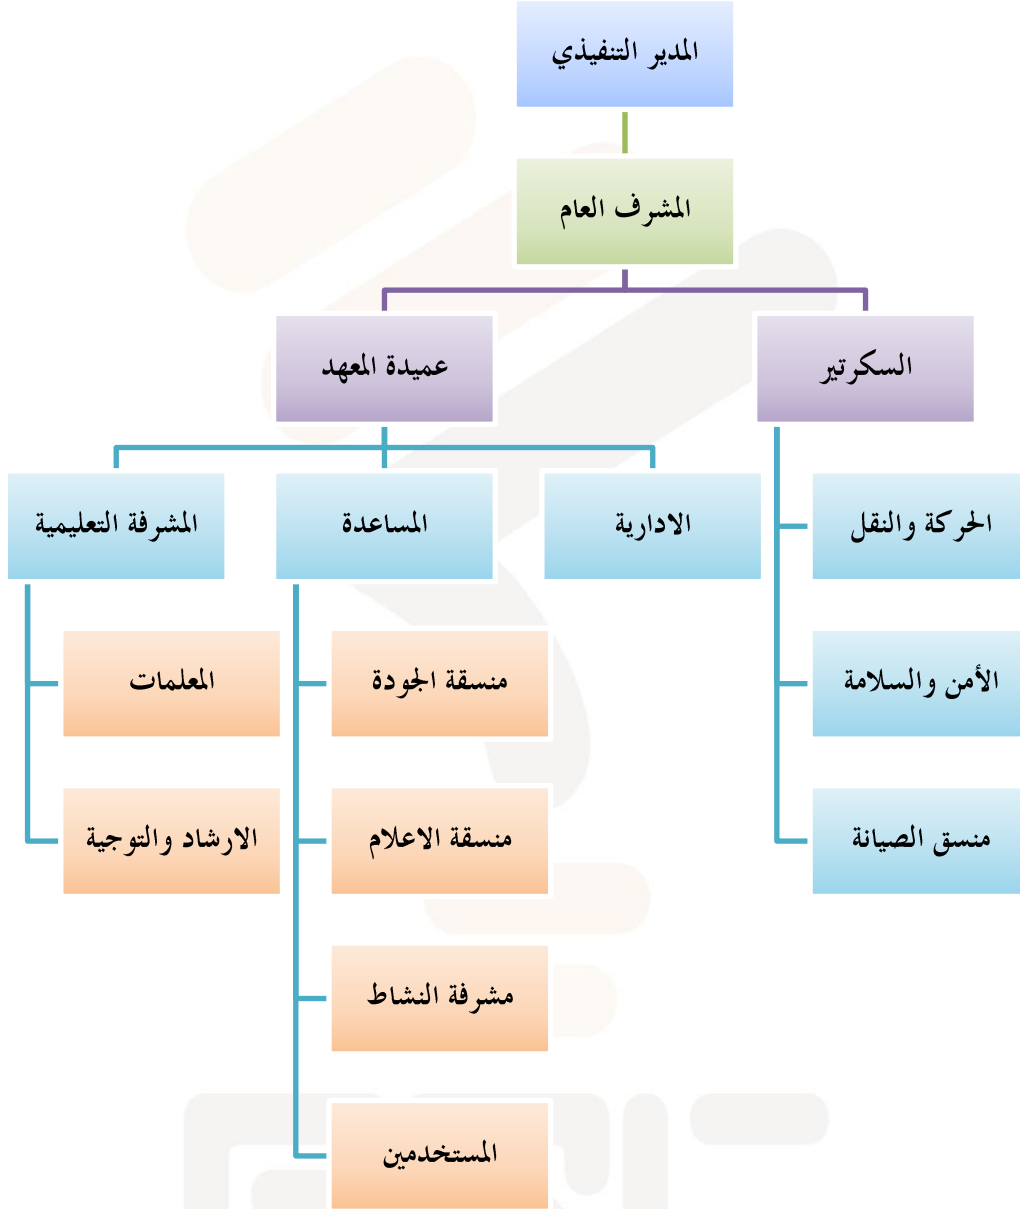 المدير التنفيذي
المشرف العام
السكرتير
عميدة المعهد
الحركة والنقل
الادارية
المساعدة
المشرفة التعليمية
الأمن والسلامة
منسقة الجودة
المعلمات
منسق الصيانة
منسقة الاعلام
الارشاد والتوجية
مشرفة النشاط
المستخدمين